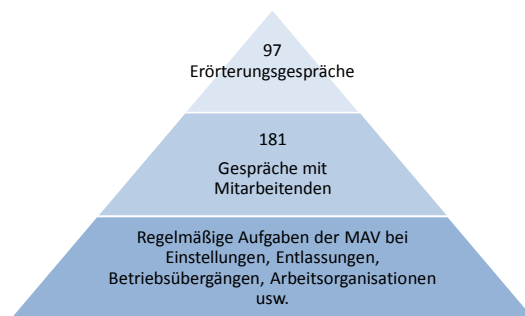 97
Erörterungsgespräche
181
Gespräche mit
Mitarbeitenden
Regelmäßige Aufgaben der MAV bei
Einstellungen, Entlassungen,
Betriebsübergängen, Arbeitsorganisationen
usw.